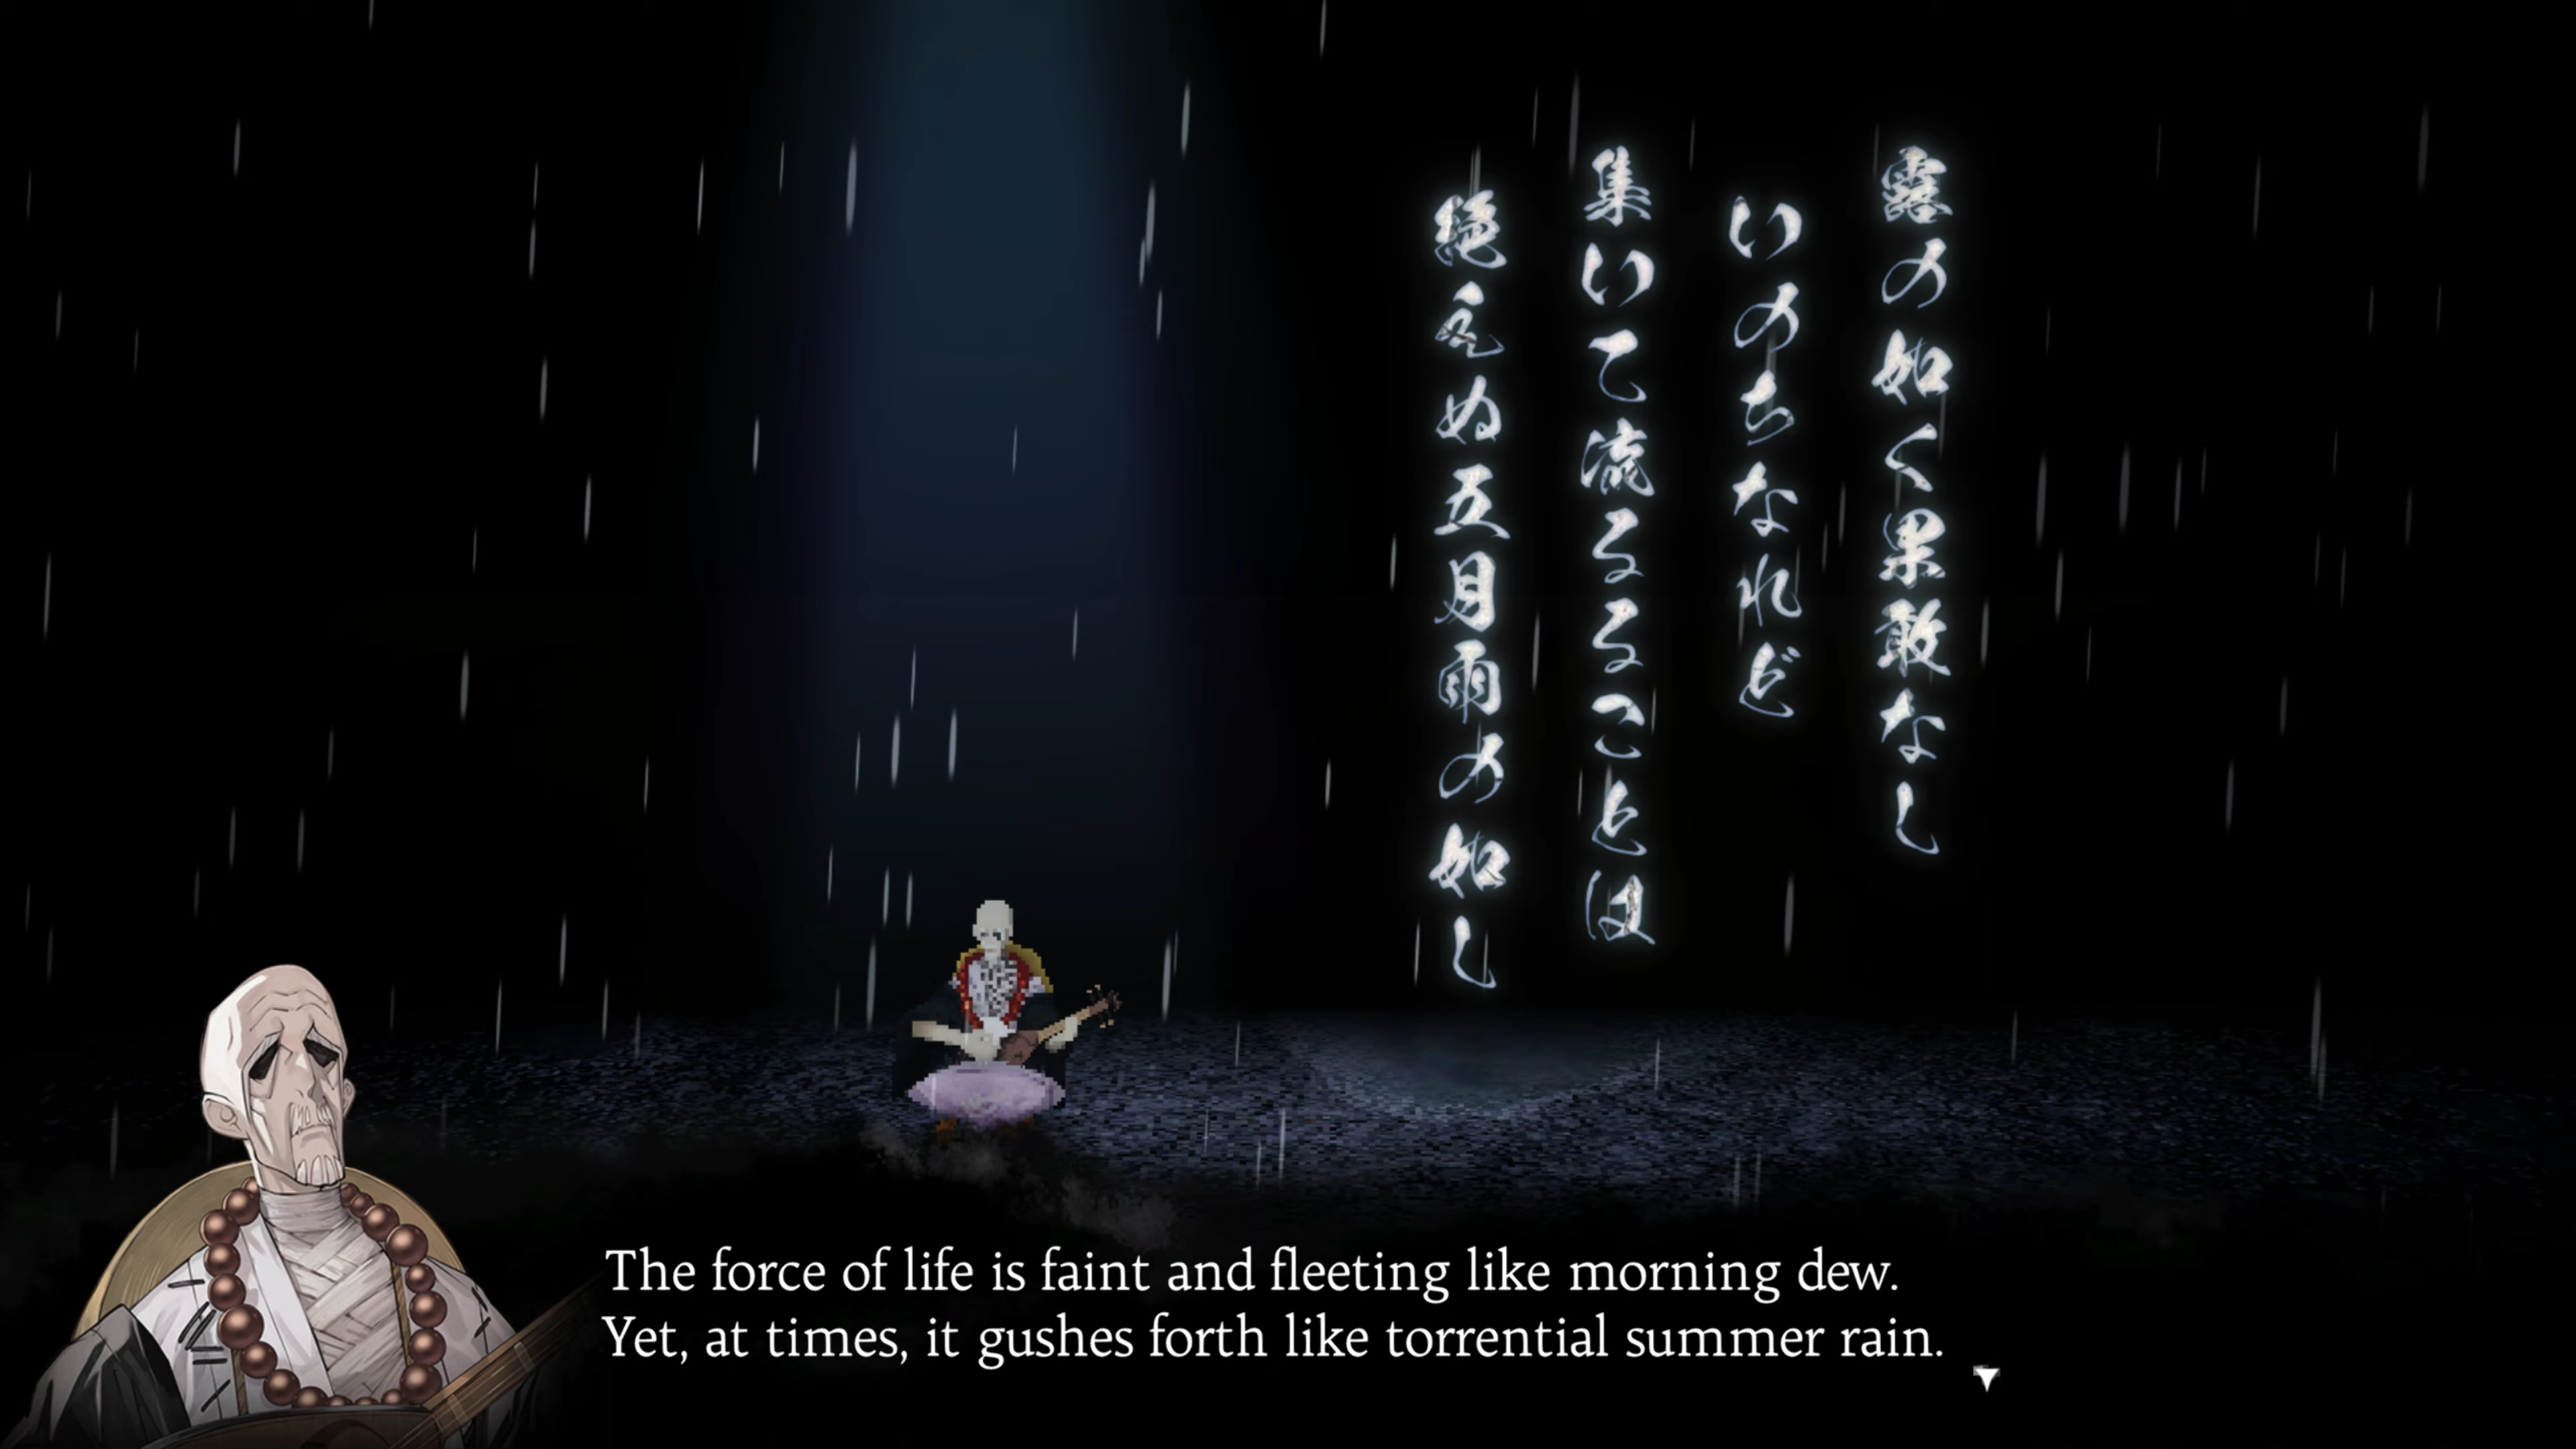 露の如く果敢なし
いのちなれど
集いて流るることは
絶えぬ五月雨の如し
The force of life is faint and fleeting like morning dew.
Yet, at times, it gushes forth like torrential summer rain.